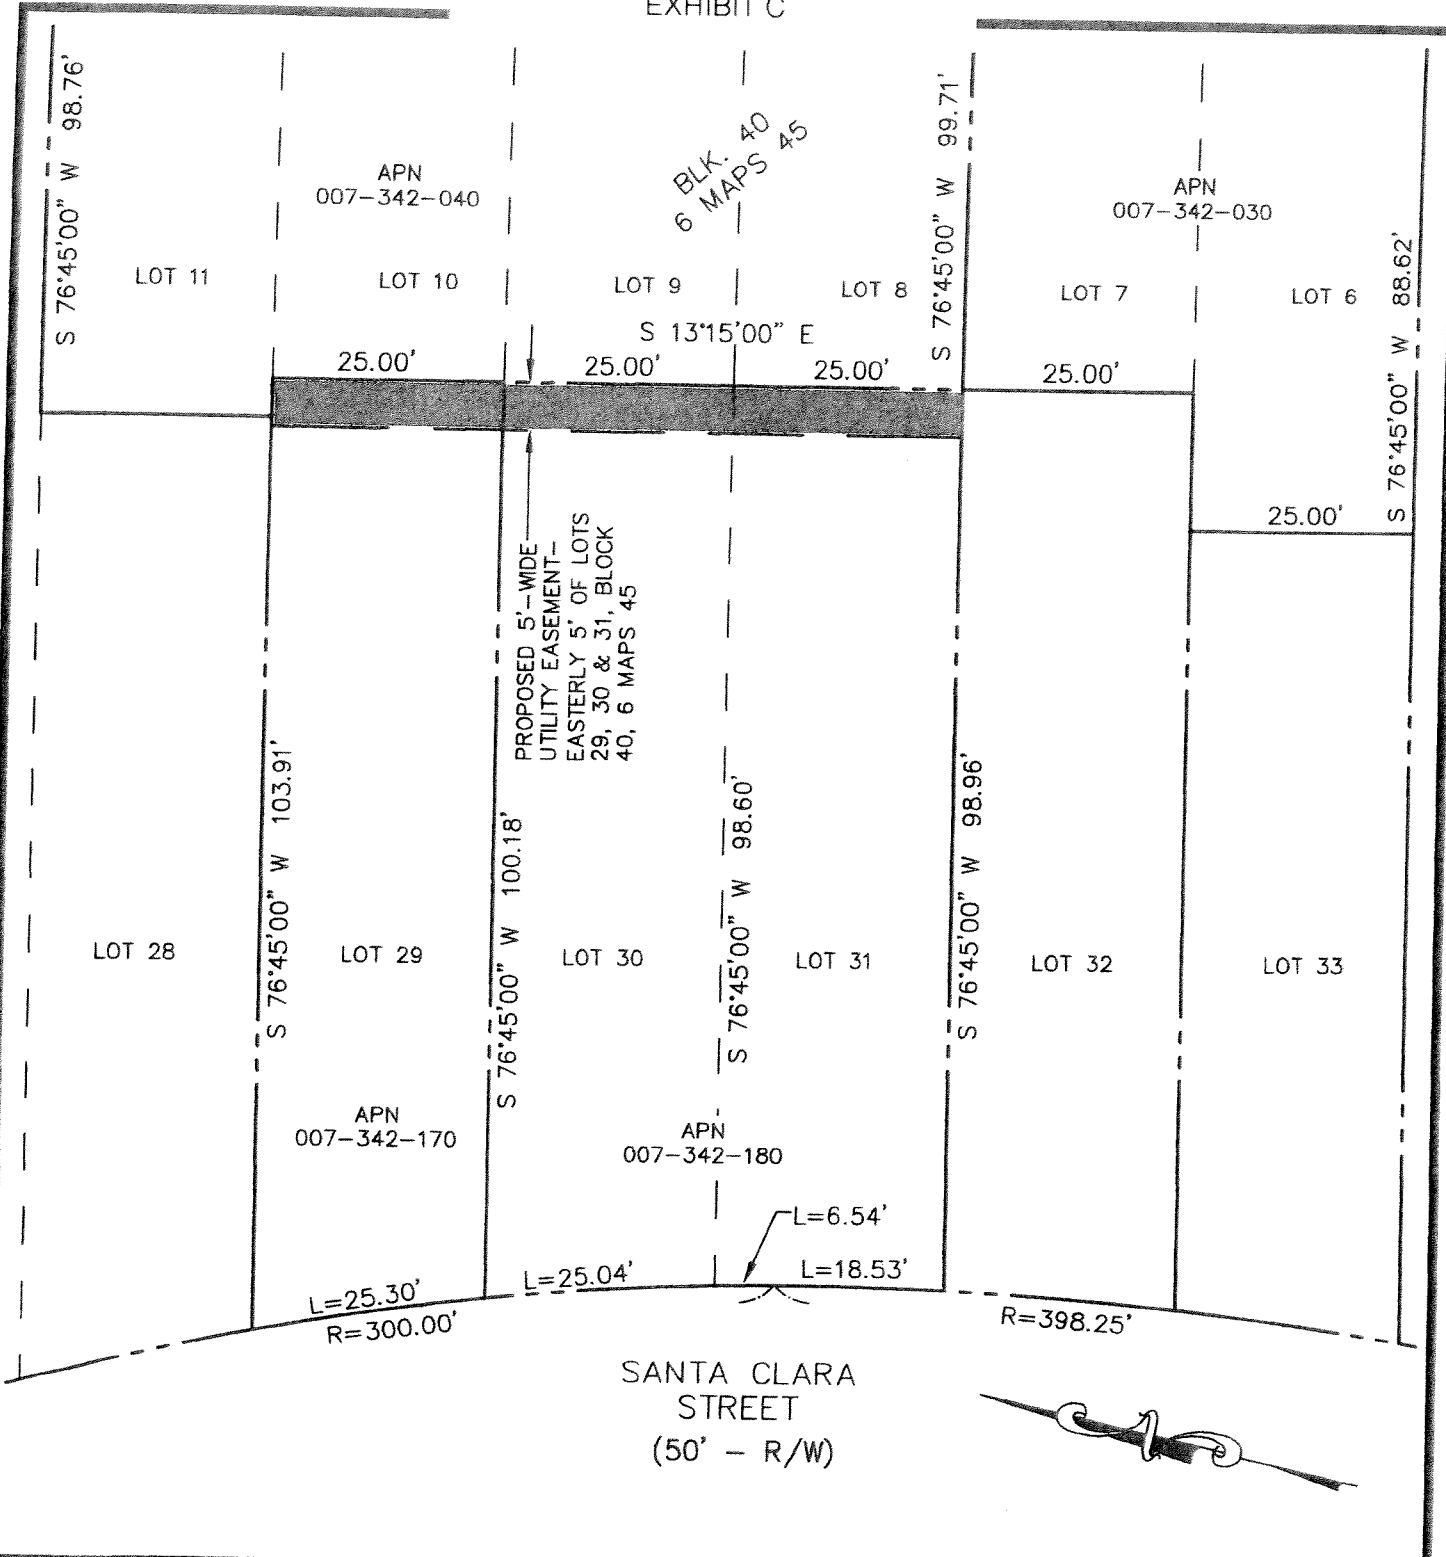 EXHIBIT C
S 76°45'00" W 98.76'
APN
007-342-040
BLK. 40
6 MAPS 45
S 76°45'00" W 99.71'
APN
007-342-030
S 76°45'00" W 88.62'
LOT 11
LOT 10
LOT 9
LOT 8
LOT 7
LOT 6
S 13°15'00" E
25.00'
25.00'
25.00'
25.00'
25.00'
PROPOSED 5'-WIDE
UTILITY EASEMENT-
EASTERLY 5' OF LOTS
29, 30 & 31, BLOCK
40, 6 MAPS 45
S 76°45'00" W 103.91'
S 76°45'00" W 100.18'
S 76°45'00" W 98.60'
S 76°45'00" W 98.96'
LOT 28
LOT 29
LOT 30
LOT 31
LOT 32
LOT 33
APN
007-342-170
APN
007-342-180
L=6.54'
L=25.30'
L=25.04'
L=18.53'
R=300.00'
R=398.25'
SANTA CLARA
STREET
(50' - R/W)